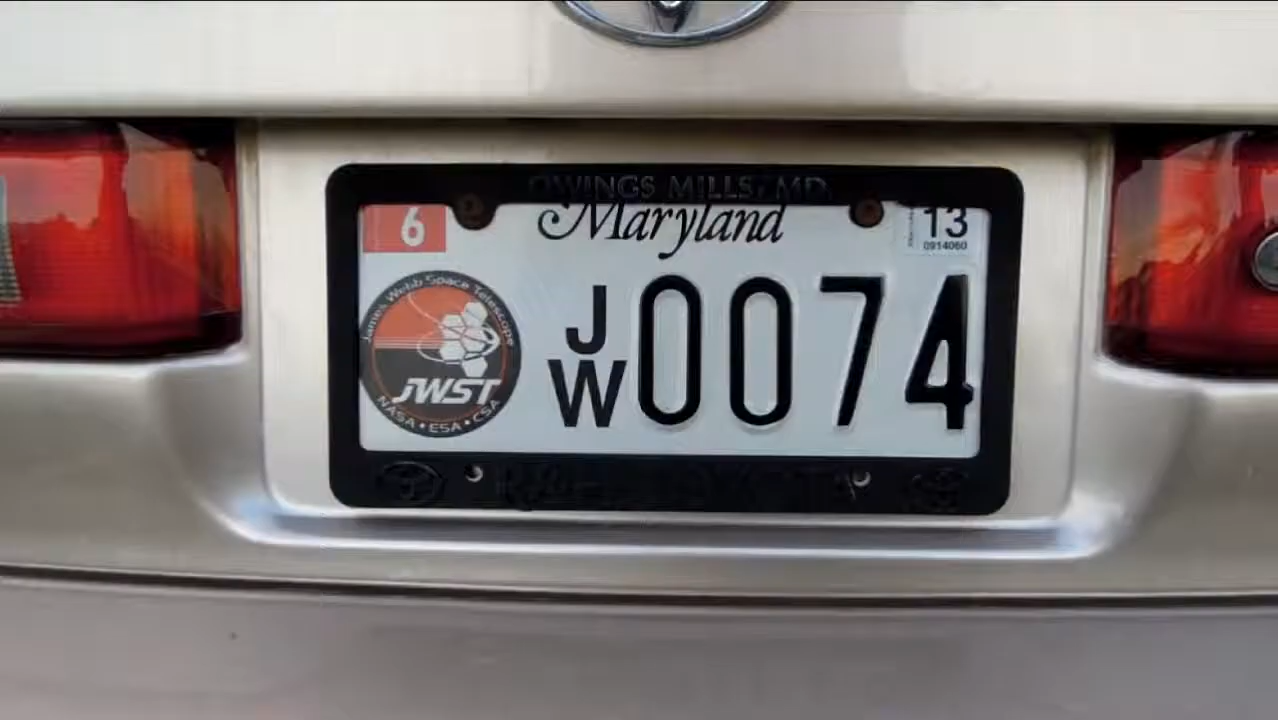 OWINGS MILLS, MD
6
Maryland
13
0914060
James Webb Space Telescope
JWST
NASA • ESA • CSA
JW0074